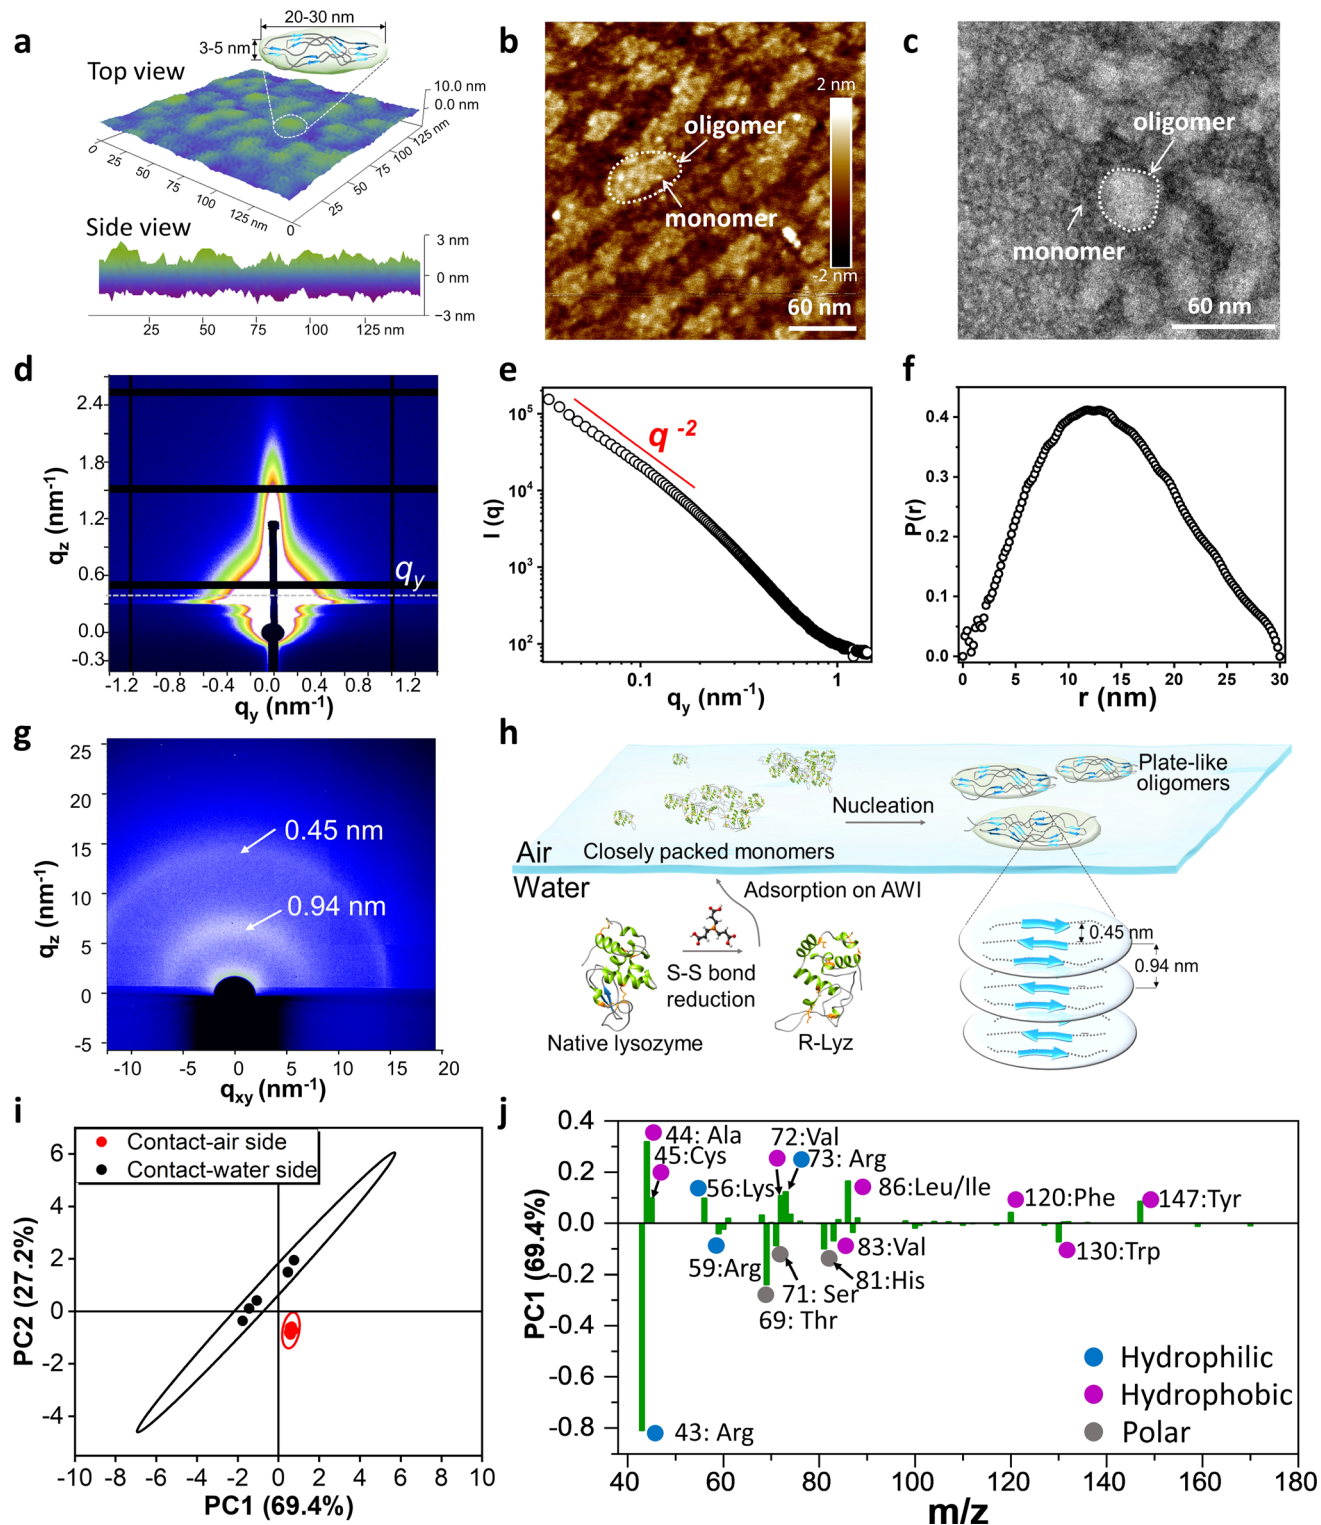 a
20-30 nm
3-5 nm
Top view
10.0 nm
0.0 nm
0
25
50
75
100
125 nm
0
25
50
75
100
125 nm
Side view
3 nm
0 nm
−3 nm
25
50
75
100
125 nm
b
2 nm
oligomer
monomer
-2 nm
60 nm
c
oligomer
monomer
60 nm
d
2.4
1.8
1.2
0.6
0.0
-0.3
qz (nm-1)
qy
-1.2 -0.8 -0.4 0.0 0.4 0.8 1.2
qy (nm-1)
e
10^5
10^4
10^3
10^2
I (q)
q -2
0.1 1
qy (nm-1)
f
0.4
0.3
0.2
0.1
0.0
P(r)
0 5 10 15 20 25 30
r (nm)
g
25
20
15
10
5
0
-5
qz (nm-1)
0.45 nm
0.94 nm
-10 -5 0 5 10 15 20
qxy (nm-1)
h
Plate-like
oligomers
Nucleation
Closely packed monomers
Air
Water
Adsorption on AWI
S-S bond
reduction
Native lysozyme
R-Lyz
0.45 nm
0.94 nm
i
Contact-air side
Contact-water side
6
4
2
0
-2
-4
PC2 (27.2%)
-10 -8 -6 -4 -2 0 2 4 6 8 10
PC1 (69.4%)
j
0.4
0.2
0.0
-0.2
-0.4
-0.6
-0.8
PC1 (69.4%)
44: Ala
45:Cys
72:Val
73: Arg
56:Lys
86:Leu/Ile
120:Phe
147:Tyr
59:Arg
83:Val
130:Trp
71: Ser
81:His
69: Thr
43: Arg
Hydrophilic
Hydrophobic
Polar
40 60 80 100 120 140 160 180
m/z